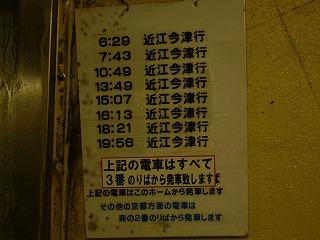 6:29 近江今津行
7:43 近江今津行
10:49 近江今津行
13:49 近江今津行
15:07 近江今津行
16:13 近江今津行
18:21 近江今津行
19:56 近江今津行
上記の電車はすべて
3番のりばから発車致します
上記の電車はこのホームから発車します
その他の京都方面の電車は
奥の2番のりばから発車します